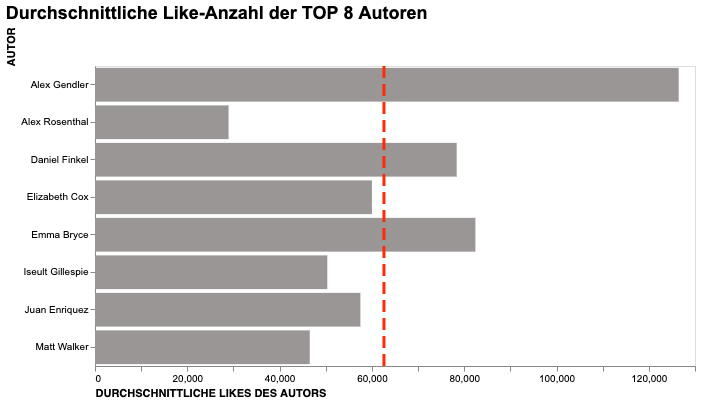 Durchschnittliche Like-Anzahl der TOP 8 Autoren
AUTOR
Alex Gendler
Alex Rosenthal
Daniel Finkel
Elizabeth Cox
Emma Bryce
Iseult Gillespie
Juan Enriquez
Matt Walker
0 20,000 40,000 60,000 80,000 100,000 120,000
DURCHSCHNITTLICHE LIKES DES AUTORS